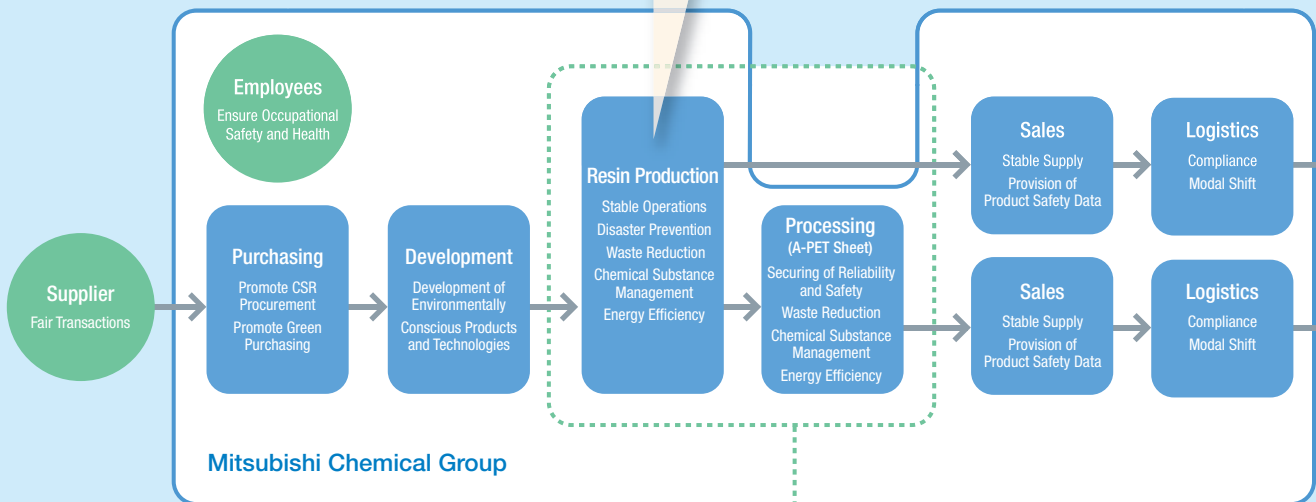 Employees
Ensure Occupational
Safety and Health
Supplier
Fair Transactions
Purchasing
Promote CSR
Procurement
Promote Green
Purchasing
Development
Development of
Environmentally
Conscious Products
and Technologies
Resin Production
Stable Operations
Disaster Prevention
Waste Reduction
Chemical Substance
Management
Energy Efficiency
Processing
(A-PET Sheet)
Securing of Reliability
and Safety
Waste Reduction
Chemical Substance
Management
Energy Efficiency
Sales
Stable Supply
Provision of
Product Safety Data
Logistics
Compliance
Modal Shift
Sales
Stable Supply
Provision of
Product Safety Data
Logistics
Compliance
Modal Shift
Mitsubishi Chemical Group